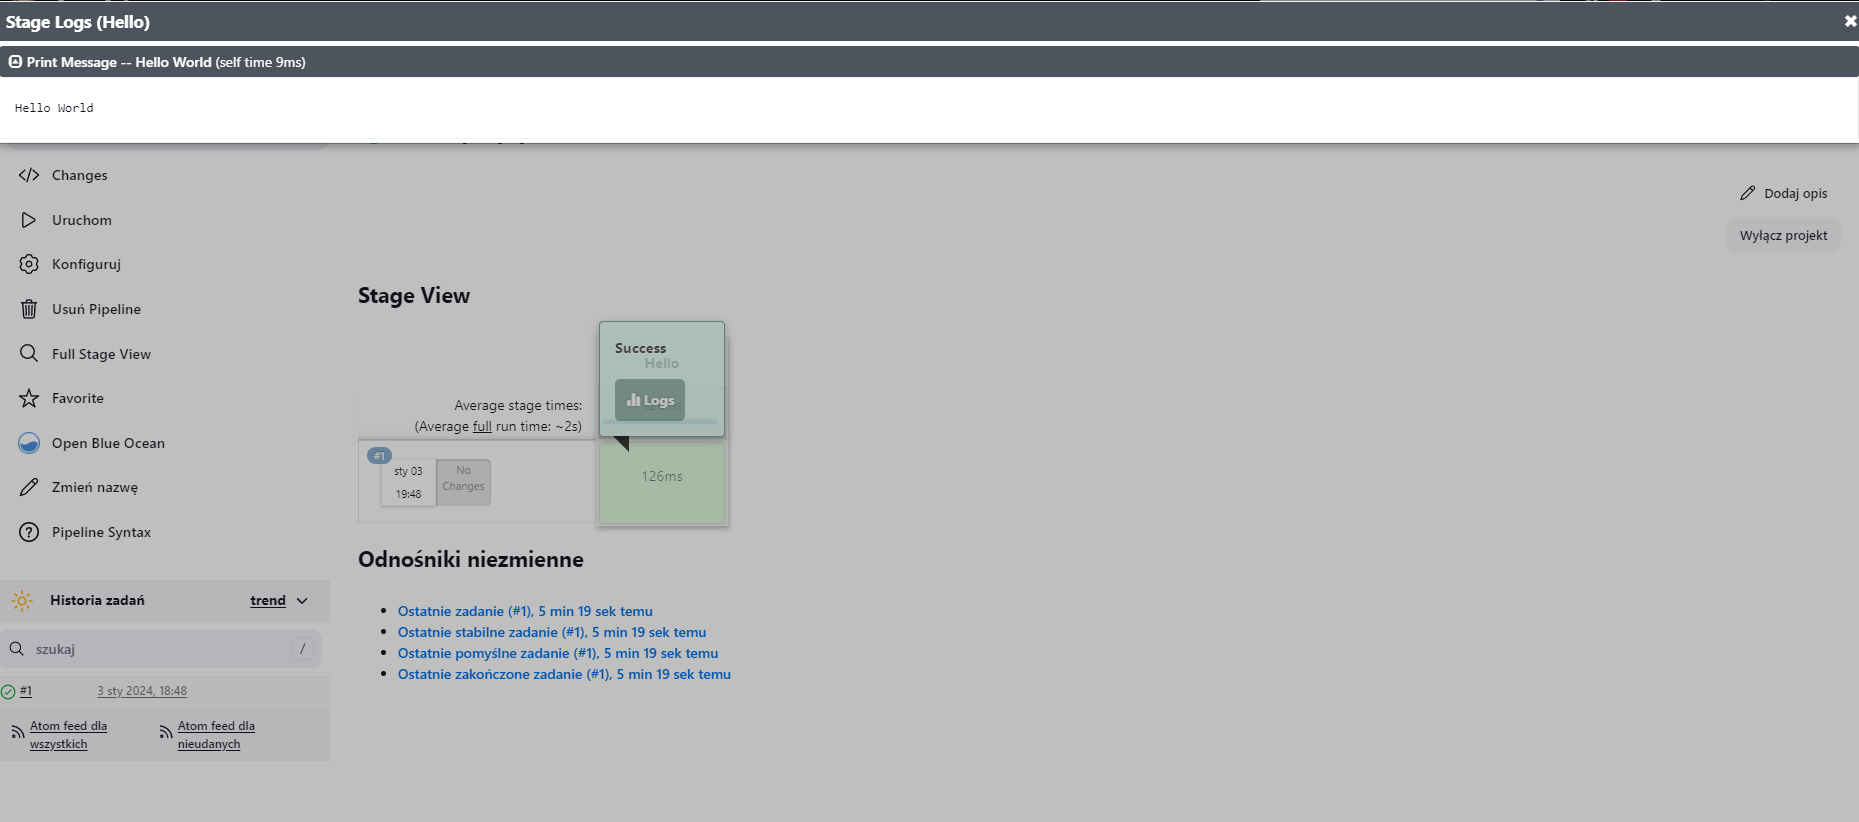 Stage Logs (Hello)
Print Message -- Hello World (self time 9ms)
Hello World
Changes
Uruchom
Konfiguruj
Usuń Pipeline
Full Stage View
Favorite
Open Blue Ocean
Zmień nazwę
Pipeline Syntax
Historia zadań
trend
szukaj
/
#1
3 sty 2024, 18:48
Atom feed dla
wszystkich
Atom feed dla
nieudanych
Dodaj opis
Wyłącz projekt
Stage View
Success
Hello
Logs
Average stage times:
(Average full run time: ~2s)
#1
sty 03
19:48
No
Changes
126ms
Odnośniki niezmienne
Ostatnie zadanie (#1), 5 min 19 sek temu
Ostatnie stabilne zadanie (#1), 5 min 19 sek temu
Ostatnie pomyślne zadanie (#1), 5 min 19 sek temu
Ostatnie zakończone zadanie (#1), 5 min 19 sek temu